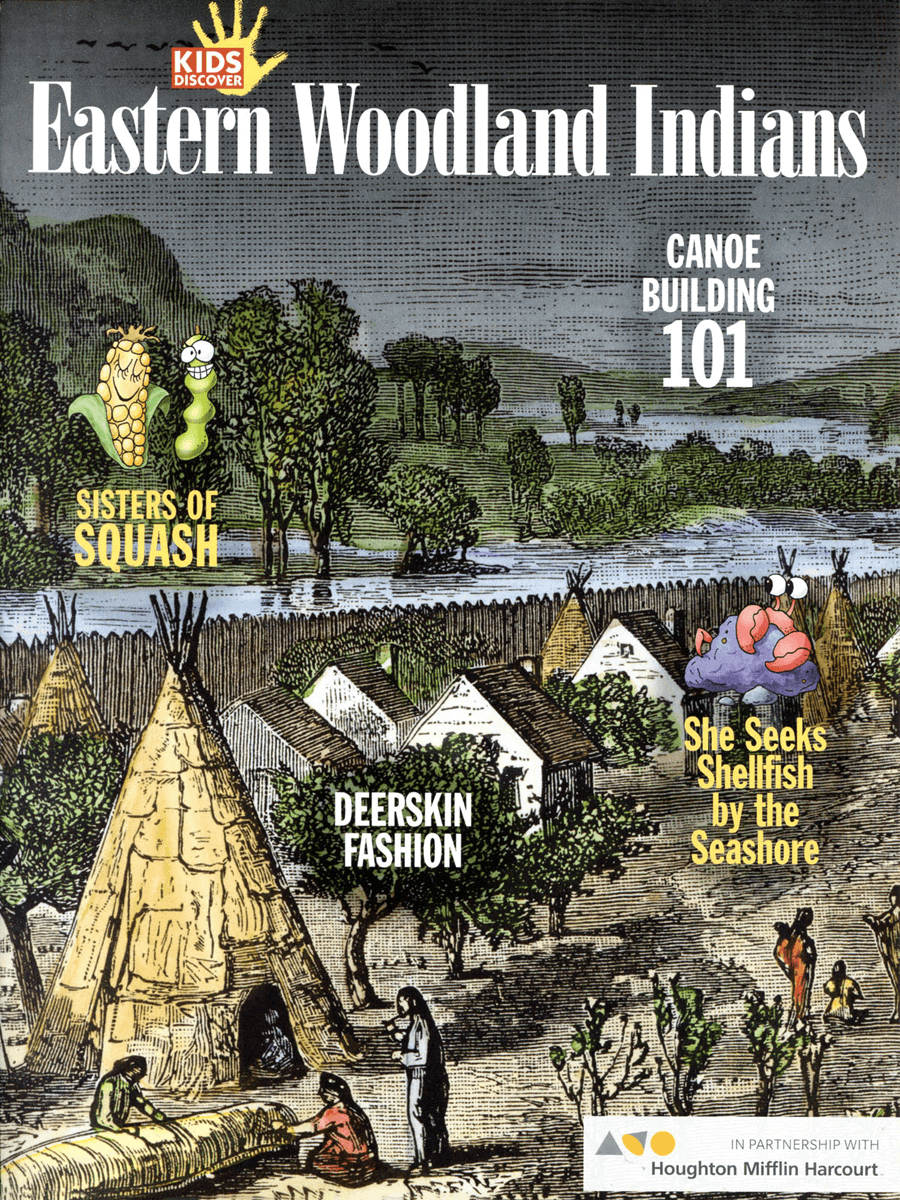 KIDS
DISCOVER
Eastern Woodland Indians
CANOE
BUILDING
101
SISTERS OF
SQUASH
She Seeks
Shellfish
by the
Seashore
DEERSKIN
FASHION
IN PARTNERSHIP WITH
Houghton Mifflin Harcourt